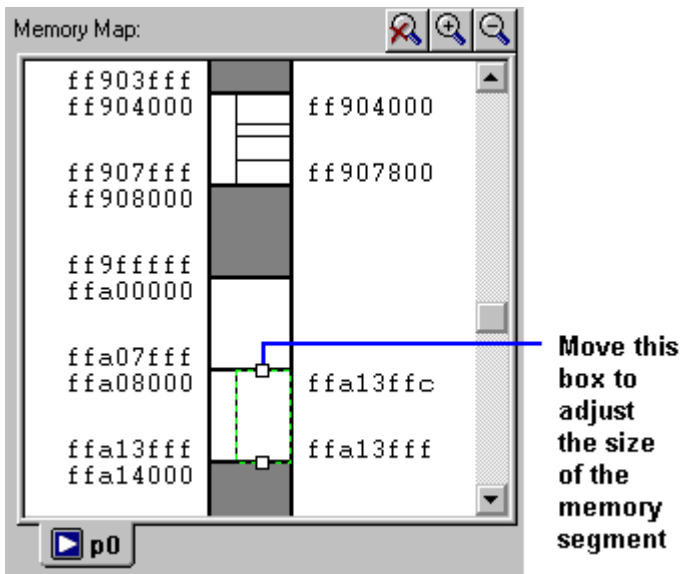 Memory Map:
ff903fff
ff904000 ff904000
ff907fff ff907800
ff908000
ff9fffff
ffa00000
ffa07fff
ffa08000 ffa13ffc
ffa13fff ffa13fff
ffa14000
Move this
box to
adjust
the size
of the
memory
segment
p0